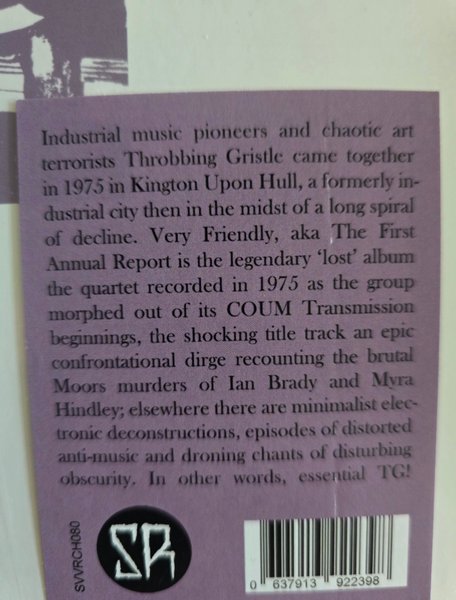 Industrial music pioneers and chaotic art
terrorists Throbbing Gristle came together
in 1975 in Kington Upon Hull, a formerly in-
dustrial city then in the midst of a long spiral
of decline. Very Friendly, aka The First
Annual Report is the legendary ‘lost’ album
the quartet recorded in 1975 as the group
morphed out of its COUM Transmission
beginnings, the shocking title track an epic
confrontational dirge recounting the brutal
Moors murders of Ian Brady and Myra
Hindley; elsewhere there are minimalist elec-
tronic deconstructions, episodes of distorted
anti-music and droning chants of disturbing
obscurity. In other words, essential TG!
SVVRCH080
SR
0 637913 922398